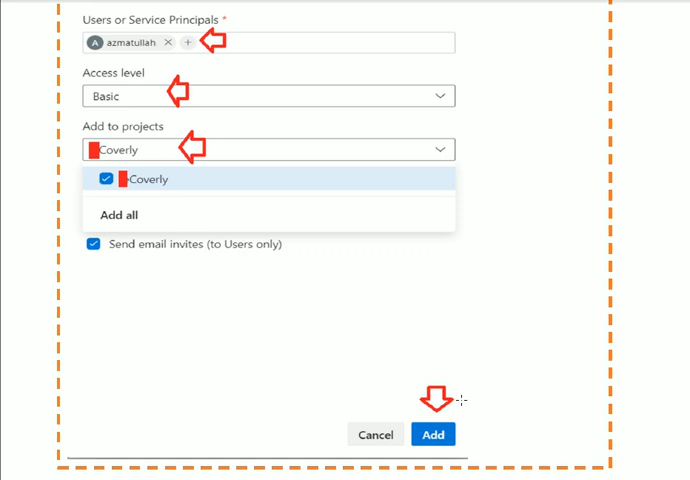 Users or Service Principals *
A azmatullah
Access level
Basic
Add to projects
Coverly
Coverly
Add all
Send email invites (to Users only)
Cancel Add